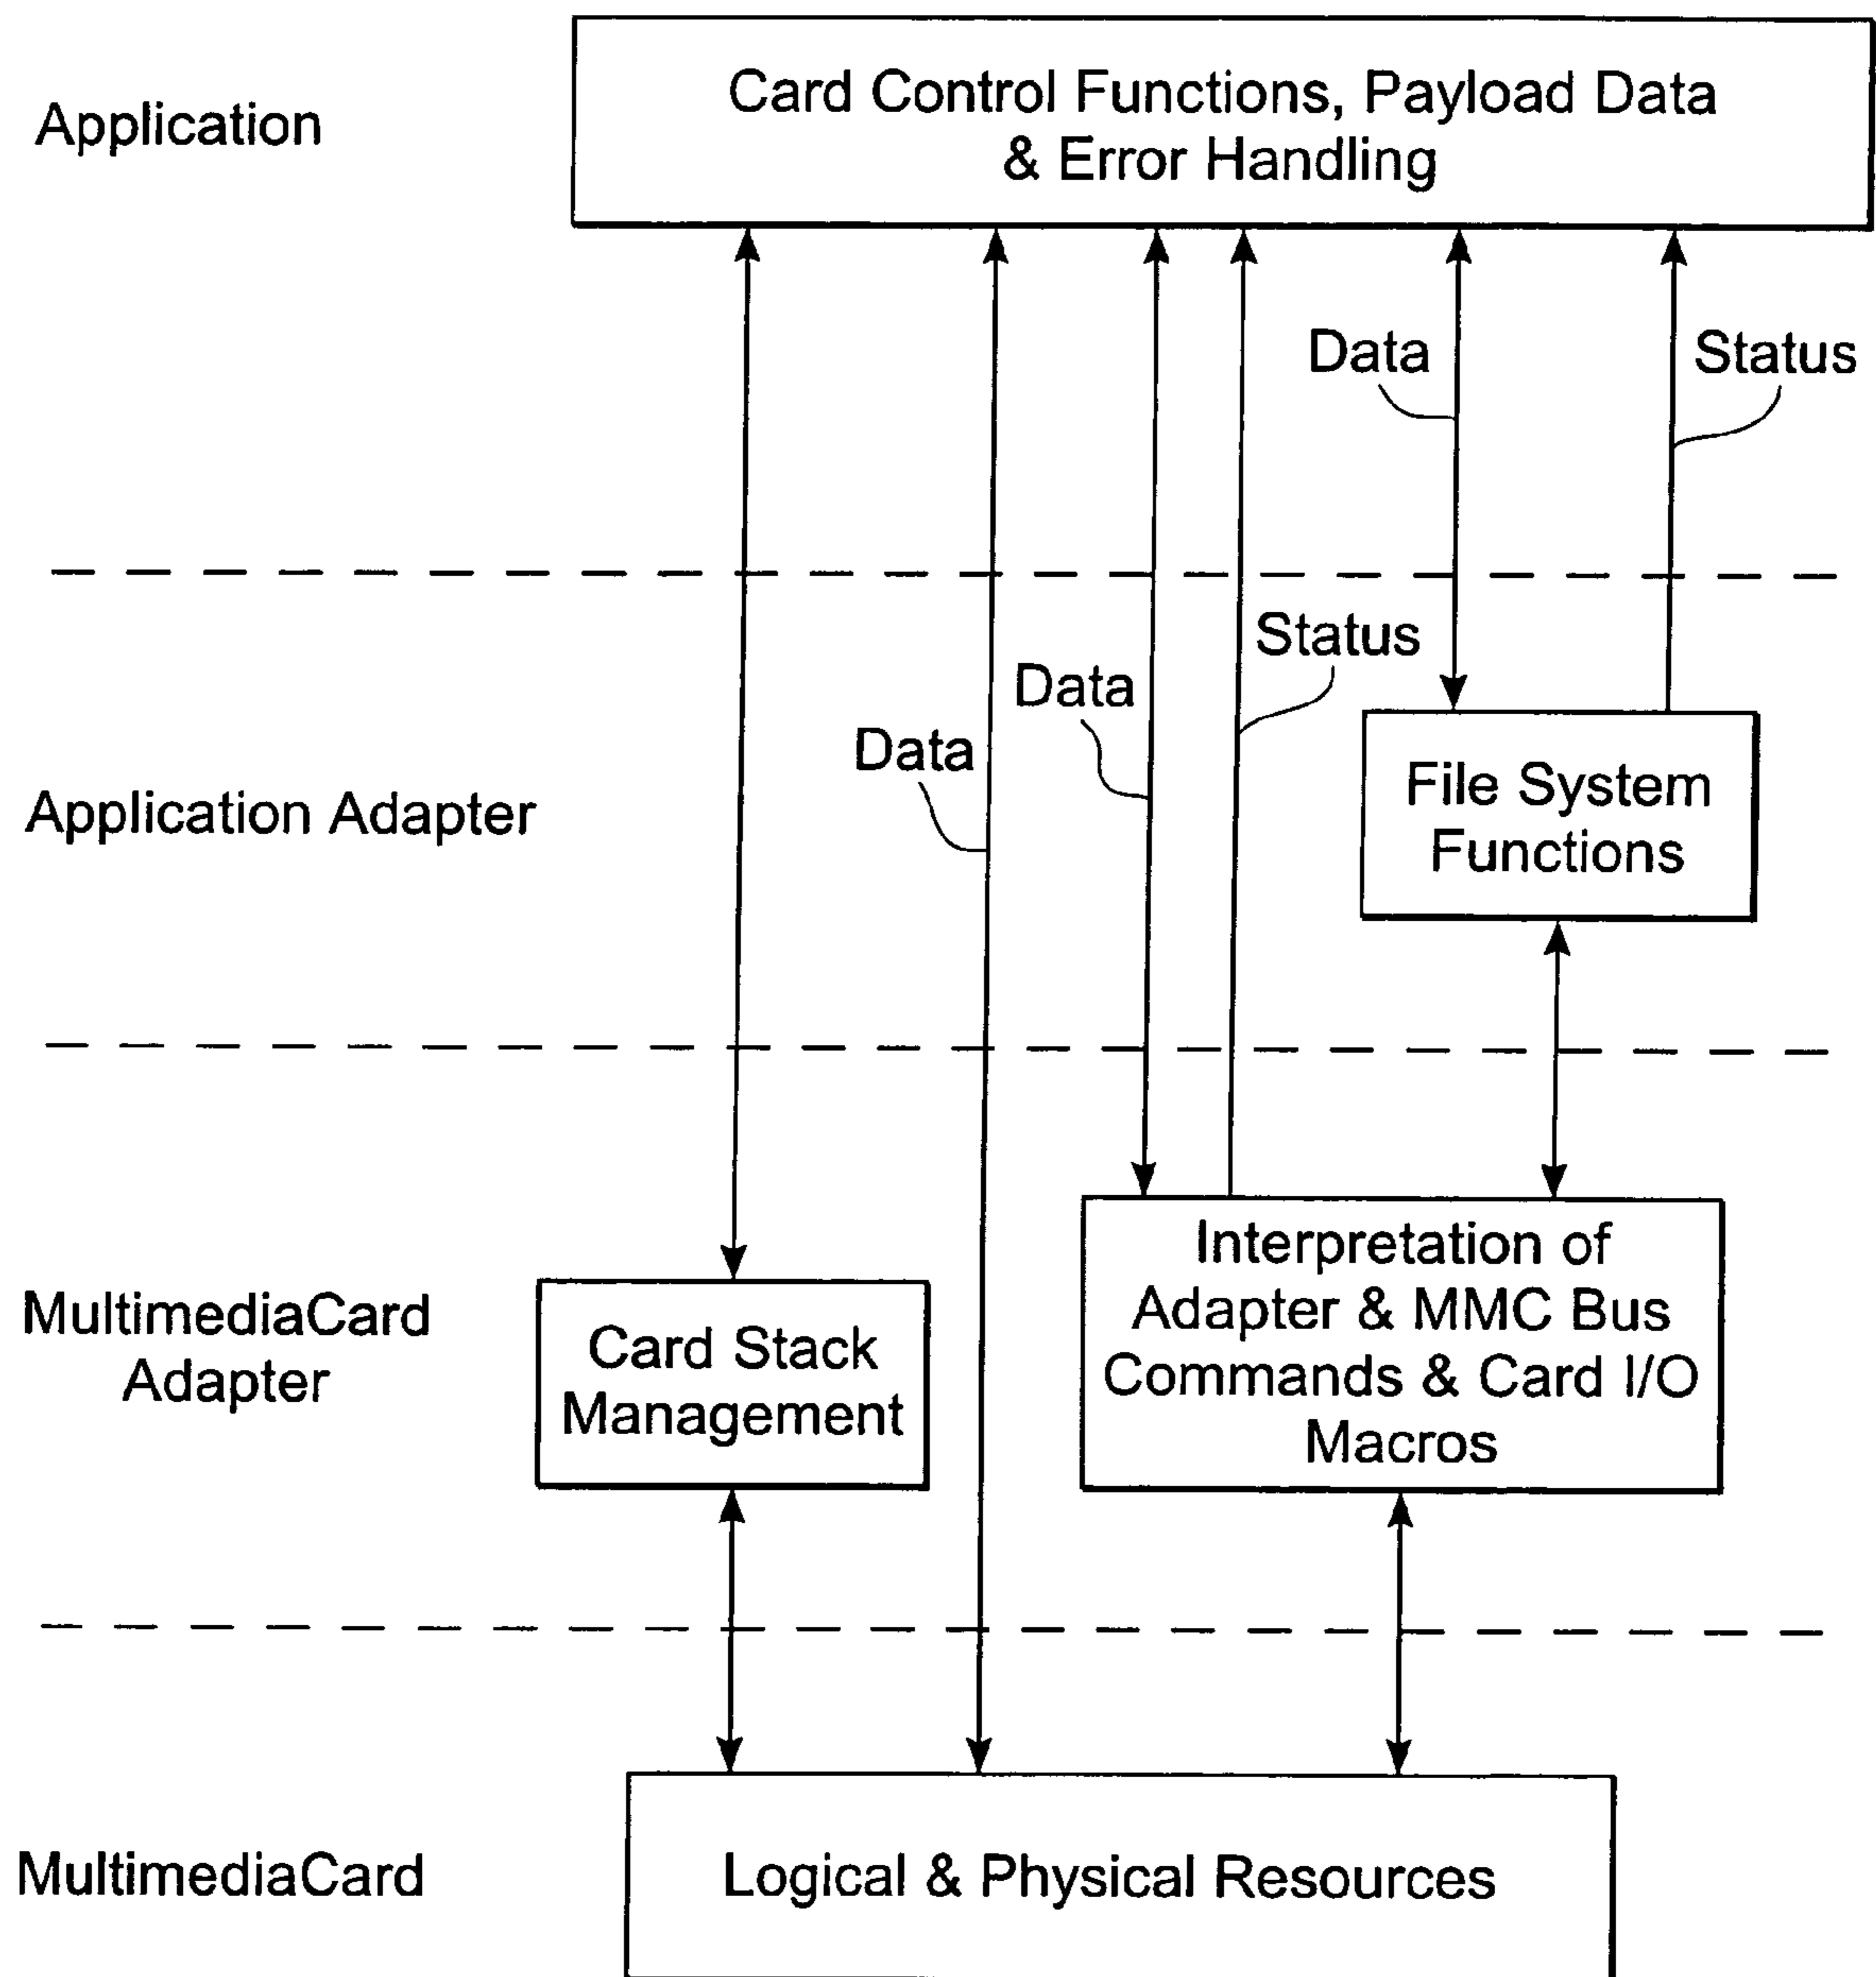 Application
Card Control Functions, Payload Data
& Error Handling
Data
Status
Status
Data
Data
Application Adapter
File System
Functions
MultimediaCard
Adapter
Card Stack
Management
Interpretation of
Adapter & MMC Bus
Commands & Card I/O
Macros
MultimediaCard
Logical & Physical Resources